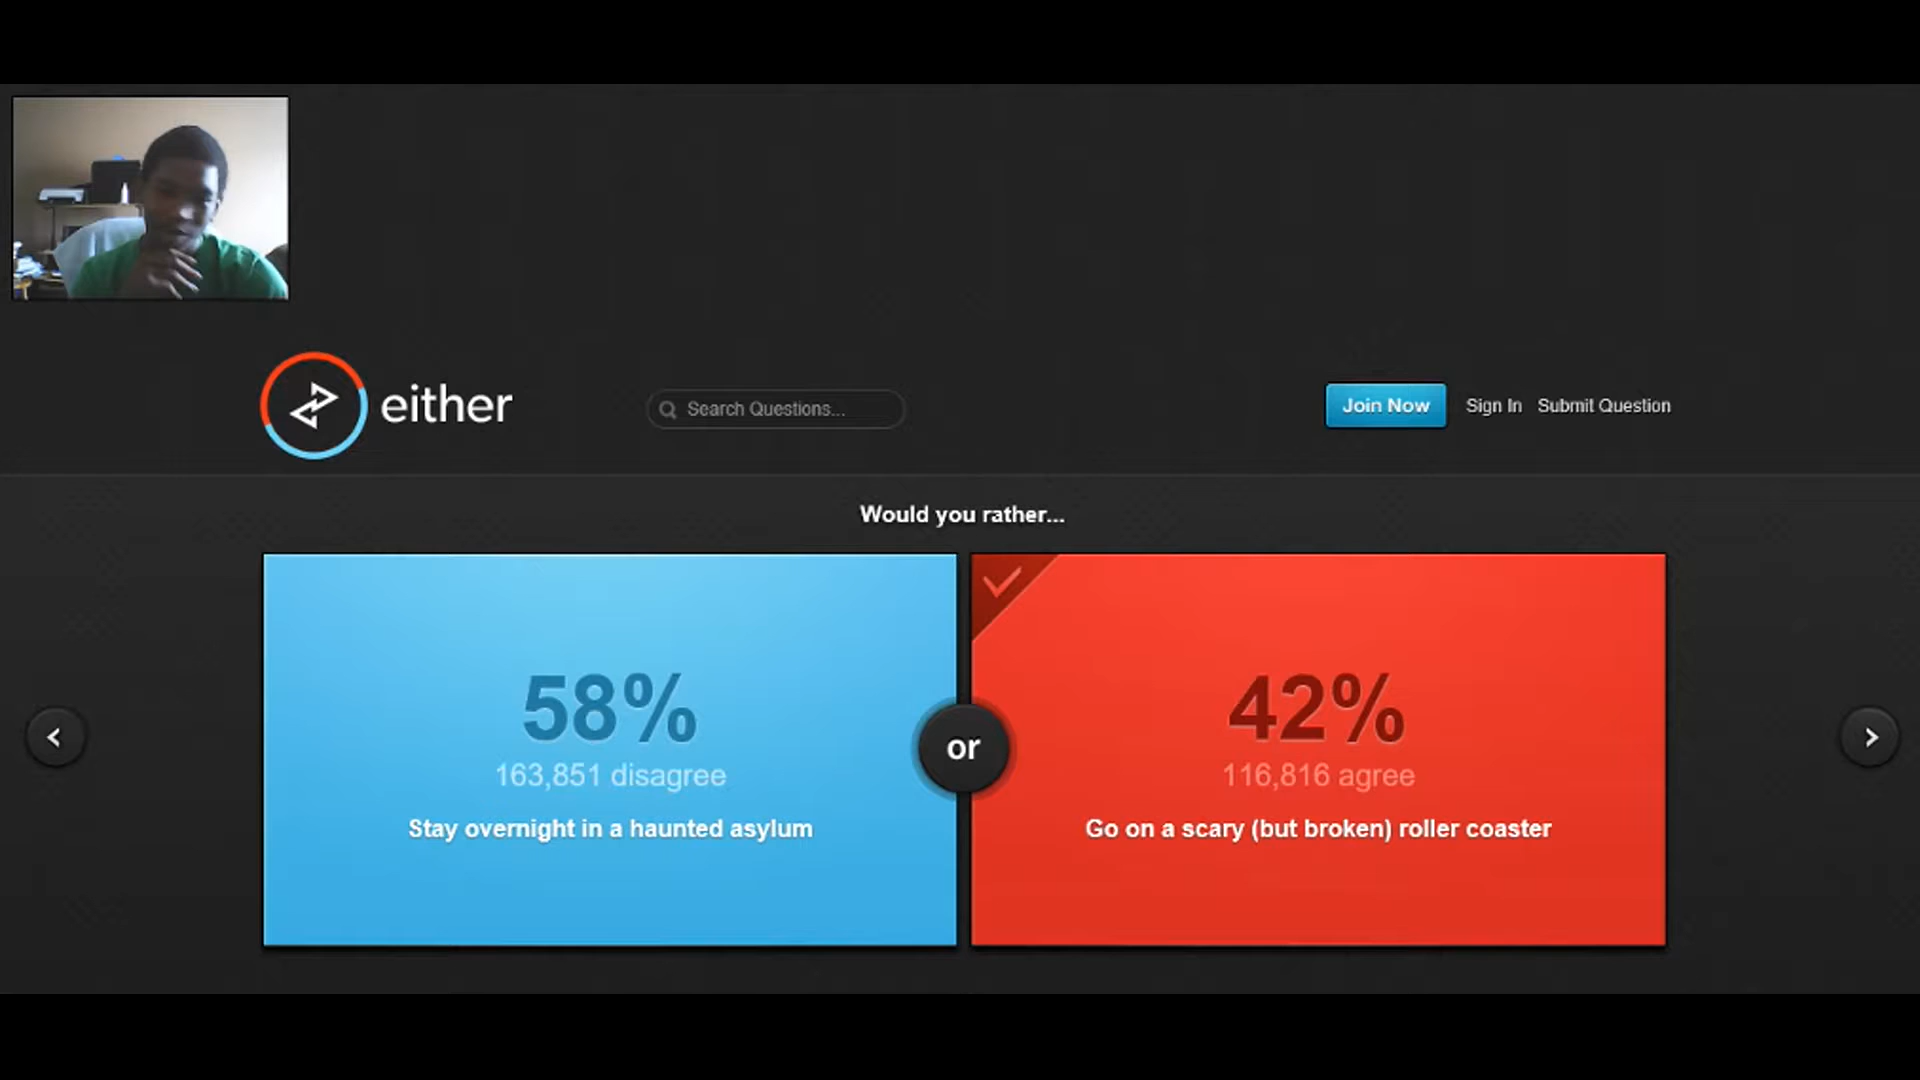 either
Search Questions...
Join Now
Sign In
Submit Question
Would you rather...
58%
163,851 disagree
Stay overnight in a haunted asylum
or
42%
116,816 agree
Go on a scary (but broken) roller coaster